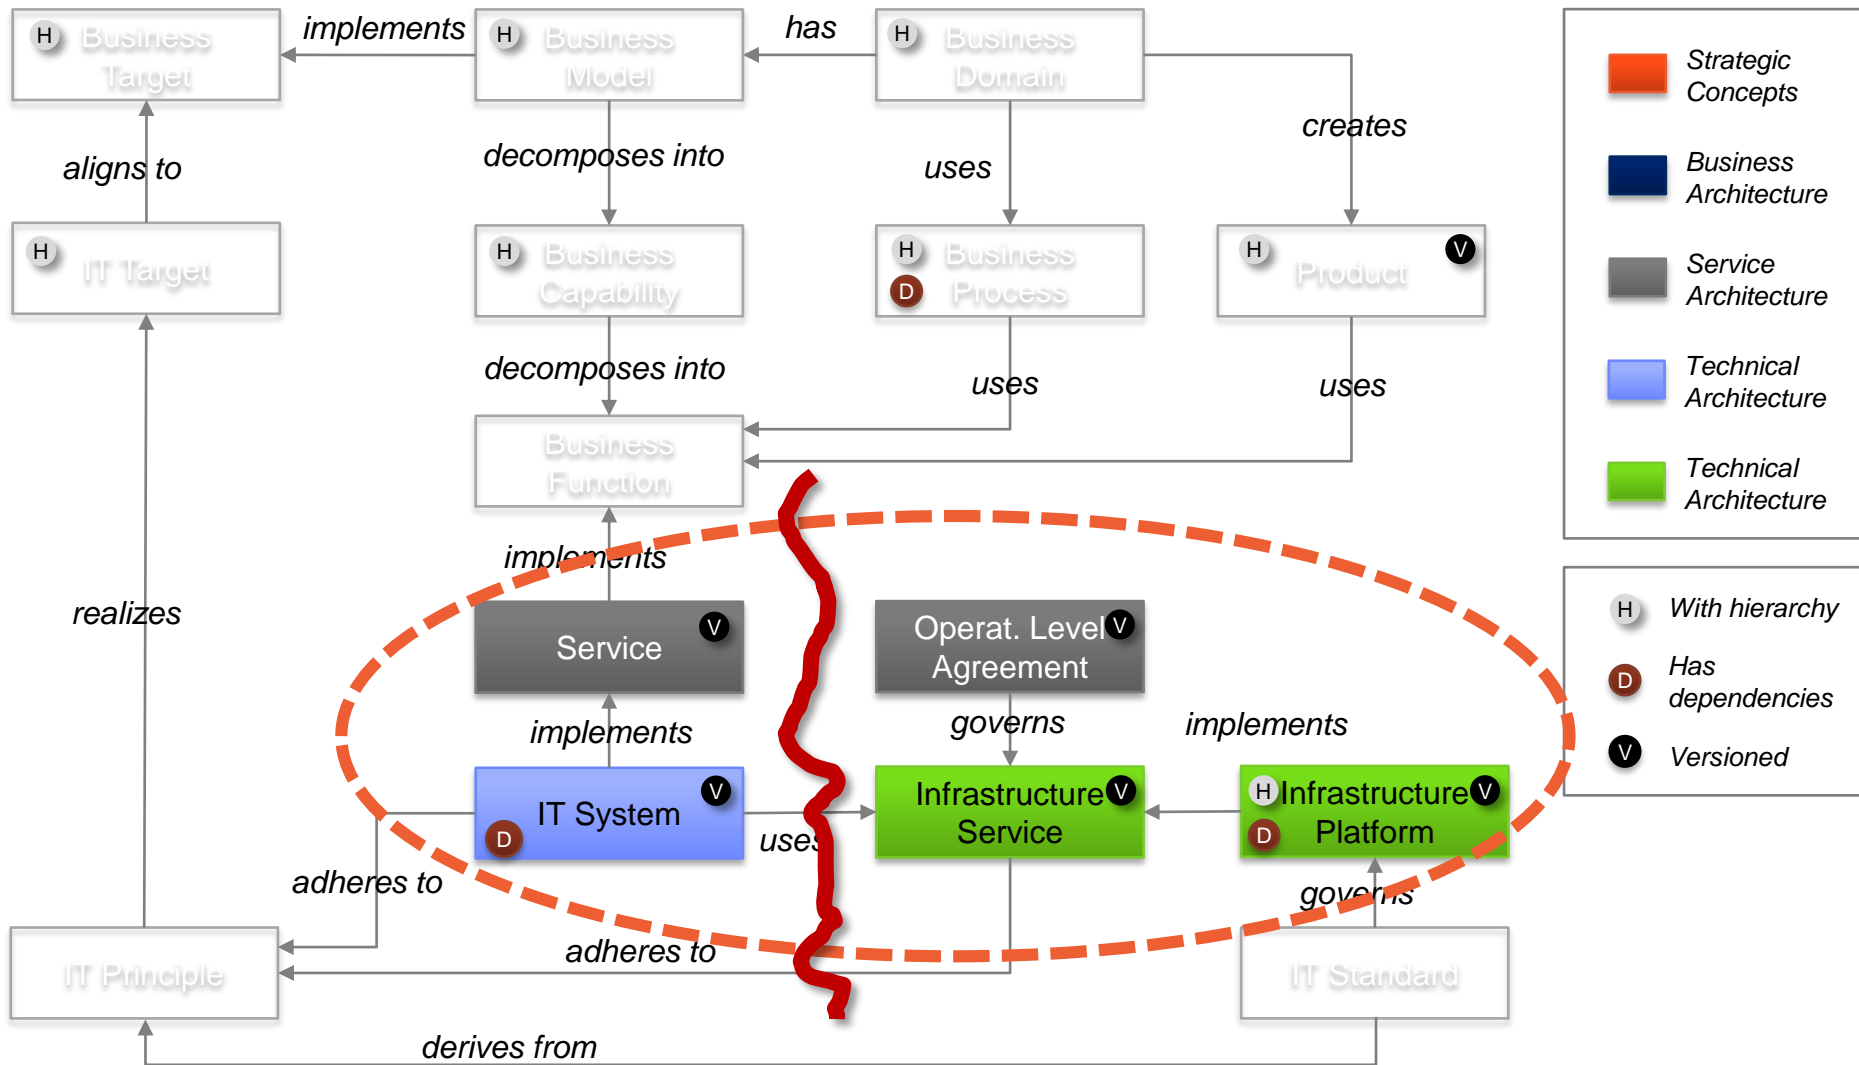 H
Business
Target
implements
H
Business
Model
has
H
Business
Domain
creates
aligns to
decomposes into
uses
H
IT Target
H
Business
Capability
H
D
Business
Process
H
Product
V
decomposes into
uses
uses
Business
Function
implements
realizes
Service
V
Operat. Level
Agreement
V
implements
governs
implements
IT System
V
D
uses
Infrastructure
Service
V
H
D
Infrastructure
Platform
V
adheres to
governs
adheres to
IT Principle
IT Standard
derives from
Strategic
Concepts
Business
Architecture
Service
Architecture
Technical
Architecture
Technical
Architecture
H
With hierarchy
D
Has
dependencies
V
Versioned